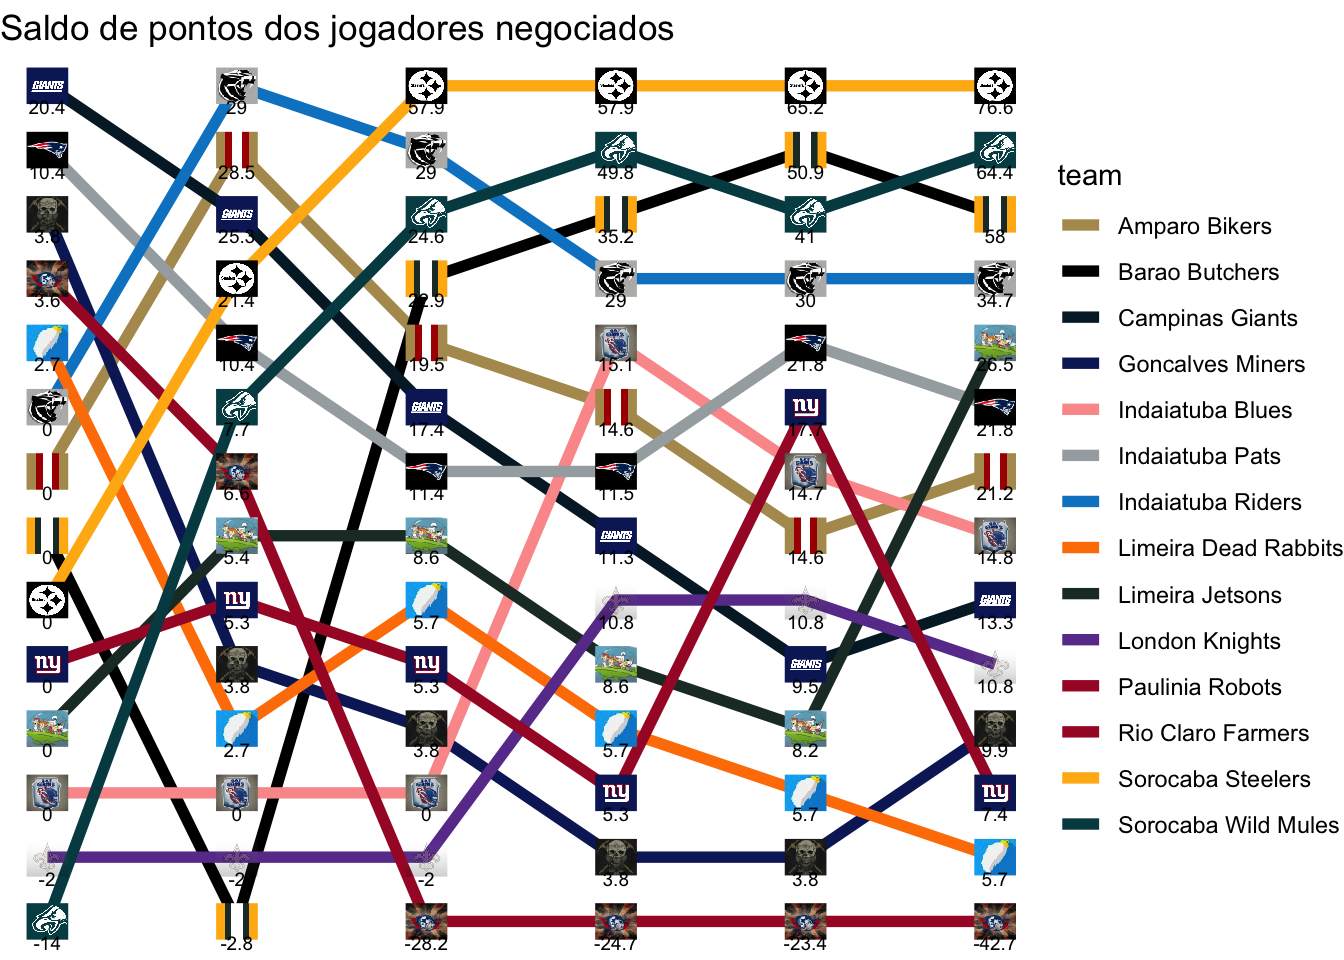 Saldo de pontos dos jogadores negociados
GIANTS
20.4 29 57.9 57.9 65.2 76.6
10.4 28.5 29 49.8 50.9 64.4
GIANTS
3.8 25.3 24.6 35.2 41 58
3.6 21.4 22.9 29 30 34.7
2.7 10.4 19.5 15.1 21.8 26.5
GIANTS ny
0 7.7 17.4 14.6 17.7 21.8
0 6.6 11.4 11.5 14.7 21.2
GIANTS
0 5.4 8.6 11.3 14.6 14.8
ny GIANTS
0 5.3 5.7 10.8 10.8 13.3
ny ny GIANTS
0 3.8 5.3 8.6 9.5 10.8
0 2.7 3.8 5.7 8.2 9.9
ny ny
0 0 0 5.3 5.7 7.4
-2 -2 -2 3.8 3.8 5.7
-14 -2.8 -28.2 -24.7 -23.4 -42.7
team
Amparo Bikers
Barao Butchers
Campinas Giants
Goncalves Miners
Indaiatuba Blues
Indaiatuba Pats
Indaiatuba Riders
Limeira Dead Rabbits
Limeira Jetsons
London Knights
Paulinia Robots
Rio Claro Farmers
Sorocaba Steelers
Sorocaba Wild Mules